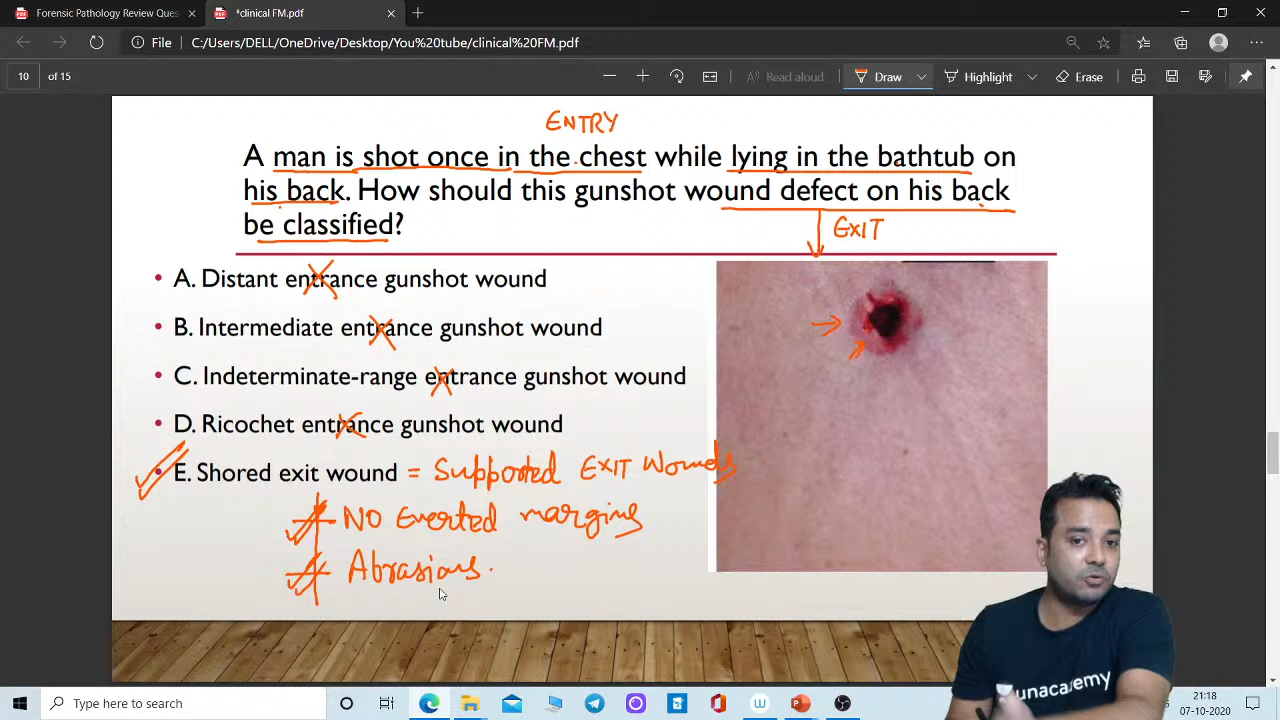 Forensic Pathology Review Ques
*clinical FM.pdf
File C:/Users/DELL/OneDrive/Desktop/You%20tube/clinical%20FM.pdf
10 of 15
Read aloud
Draw
Highlight
Erase
ENTRY
A man is shot once in the chest while lying in the bathtub on
his back. How should this gunshot wound defect on his back
be classified?
EXIT
• A. Distant entrance gunshot wound
• B. Intermediate entrance gunshot wound
• C. Indeterminate-range entrance gunshot wound
• D. Ricochet entrance gunshot wound
• E. Shored exit wound = Supported EXIT Wounds
NO Everted margins
Abrasions.
unacademy
Type here to search
21:18
07-10-2020